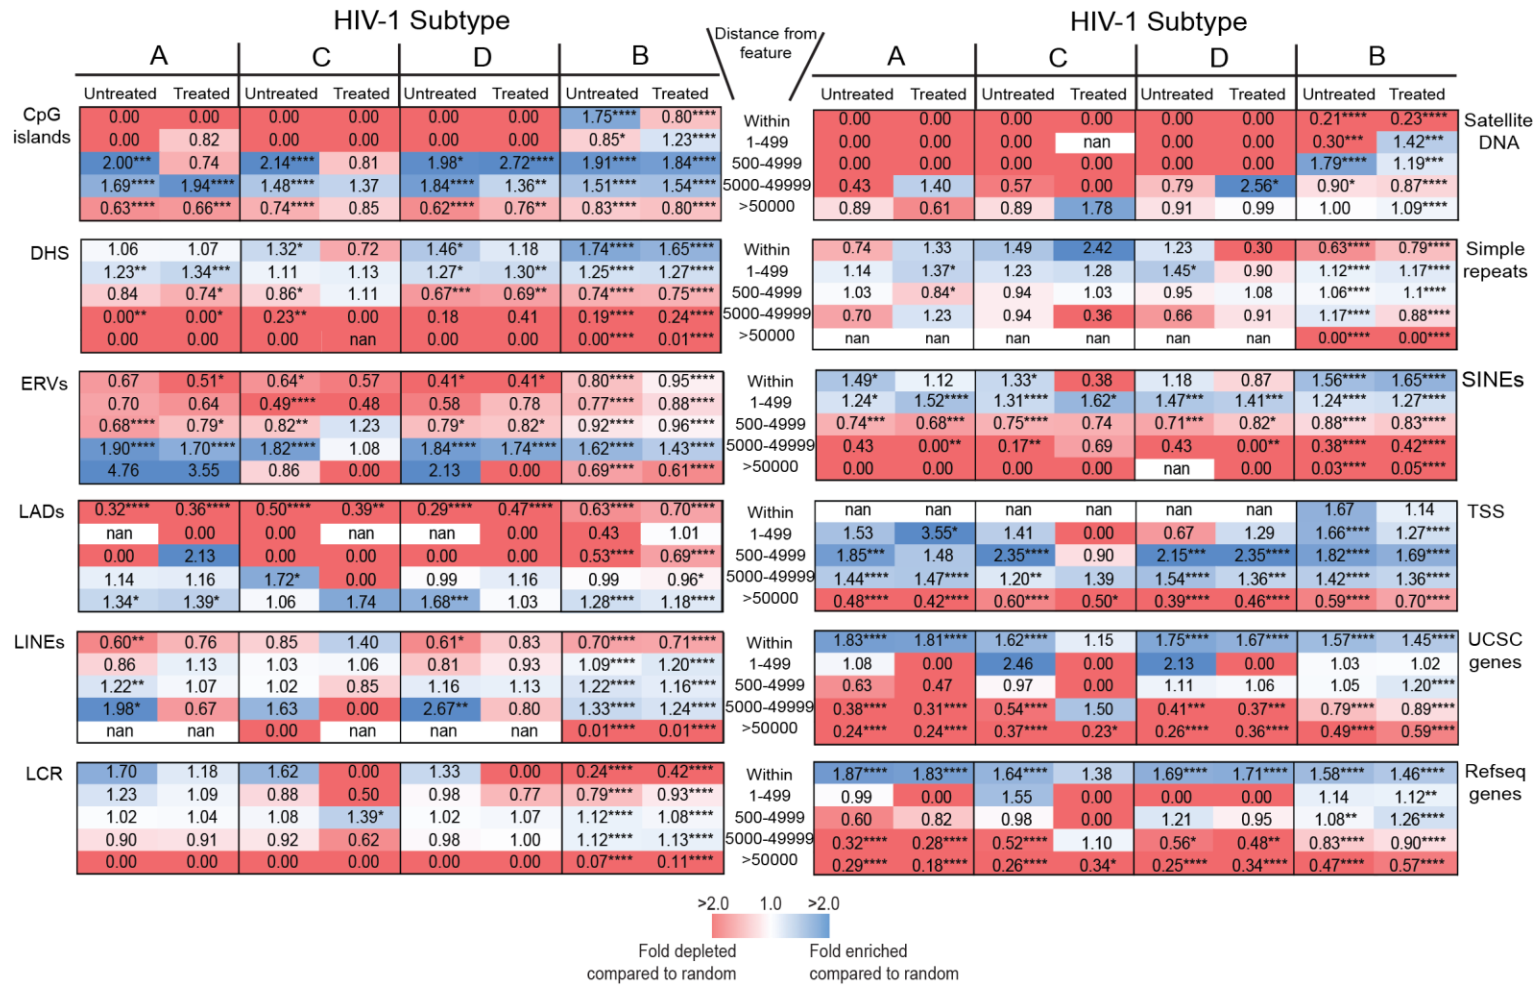 HIV-1 Subtype HIV-1 Subtype
Distance from
feature
A C D B A C D B
Untreated Treated Untreated Treated Untreated Treated Untreated Treated Untreated Treated Untreated Treated Untreated Treated Untreated Treated
CpG
islands
0.00 0.00 0.00 0.00 0.00 0.00 1.75**** 0.80****
0.00 0.82 0.00 0.00 0.00 0.00 0.85* 1.23****
2.00*** 0.74 2.14**** 0.81 1.98* 2.72**** 1.91**** 1.84****
1.69**** 1.94**** 1.48**** 1.37 1.84**** 1.36** 1.51**** 1.54****
0.63**** 0.66*** 0.74**** 0.85 0.62**** 0.76** 0.83**** 0.80****
Within
1-499
500-4999
5000-49999
>50000
0.00 0.00 0.00 0.00 0.00 0.00 0.21**** 0.23****
0.00 0.00 0.00 nan 0.00 0.00 0.30*** 1.42***
0.00 0.00 0.00 0.00 0.00 0.00 1.79**** 1.19***
0.43 1.40 0.57 0.00 0.79 2.56* 0.90* 0.87****
0.89 0.61 0.89 1.78 0.91 0.99 1.00 1.09****
Satellite
DNA
DHS
1.06 1.07 1.32* 0.72 1.46* 1.18 1.74**** 1.65****
1.23** 1.34*** 1.11 1.13 1.27* 1.30** 1.25**** 1.27****
0.84 0.74* 0.86* 1.11 0.67*** 0.69** 0.74**** 0.75****
0.00** 0.00* 0.23** 0.00 0.18 0.41 0.19**** 0.24****
0.00 0.00 0.00 nan 0.00 0.00 0.00**** 0.01****
Within
1-499
500-4999
5000-49999
>50000
0.74 1.33 1.49 2.42 1.23 0.30 0.63**** 0.79****
1.14 1.37* 1.23 1.28 1.45* 0.90 1.12**** 1.17****
1.03 0.84* 0.94 1.03 0.95 1.08 1.06**** 1.1****
0.70 1.23 0.94 0.36 0.66 0.91 1.17**** 0.88****
nan nan nan nan nan nan 0.00**** 0.00****
Simple
repeats
ERVs
0.67 0.51* 0.64* 0.57 0.41* 0.41* 0.80**** 0.95****
0.70 0.64 0.49**** 0.48 0.58 0.78 0.77**** 0.88****
0.68**** 0.79* 0.82** 1.23 0.79* 0.82* 0.92**** 0.96****
1.90**** 1.70**** 1.82**** 1.08 1.84**** 1.74**** 1.62**** 1.43****
4.76 3.55 0.86 0.00 2.13 0.00 0.69**** 0.61****
Within
1-499
500-4999
5000-49999
>50000
1.49* 1.12 1.33* 0.38 1.18 0.87 1.56**** 1.65****
1.24* 1.52**** 1.31**** 1.62* 1.47*** 1.41*** 1.24**** 1.27****
0.74*** 0.68*** 0.75**** 0.74 0.71*** 0.82* 0.88**** 0.83****
0.43 0.00** 0.17** 0.69 0.43 0.00** 0.38**** 0.42****
0.00 0.00 0.00 0.00 nan 0.00 0.03**** 0.05****
SINEs
LADs
0.32**** 0.36**** 0.50**** 0.39** 0.29**** 0.47**** 0.63**** 0.70****
nan 0.00 0.00 nan nan 0.00 0.43 1.01
0.00 2.13 0.00 0.00 0.00 0.00 0.53**** 0.69****
1.14 1.16 1.72* 0.00 0.99 1.16 0.99 0.96*
1.34* 1.39* 1.06 1.74 1.68*** 1.03 1.28**** 1.18****
Within
1-499
500-4999
5000-49999
>50000
nan nan nan nan nan nan 1.67 1.14
1.53 3.55* 1.41 0.00 0.67 1.29 1.66**** 1.27****
1.85*** 1.48 2.35**** 0.90 2.15*** 2.35**** 1.82**** 1.69****
1.44**** 1.47**** 1.20** 1.39 1.54**** 1.36*** 1.42**** 1.36****
0.48**** 0.42**** 0.60**** 0.50* 0.39**** 0.46**** 0.59**** 0.70****
TSS
LINEs
0.60** 0.76 0.85 1.40 0.61* 0.83 0.70**** 0.71****
0.86 1.13 1.03 1.06 0.81 0.93 1.09**** 1.20****
1.22** 1.07 1.02 0.85 1.16 1.13 1.22**** 1.16****
1.98* 0.67 1.63 0.00 2.67** 0.80 1.33**** 1.24****
nan nan 0.00 nan nan nan 0.01**** 0.01****
Within
1-499
500-4999
5000-49999
>50000
1.83**** 1.81**** 1.62**** 1.15 1.75**** 1.67**** 1.57**** 1.45****
1.08 0.00 2.46 0.00 2.13 0.00 1.03 1.02
0.63 0.47 0.97 0.00 1.11 1.06 1.05 1.20****
0.38**** 0.31**** 0.54**** 1.50 0.41*** 0.37*** 0.79**** 0.89****
0.24**** 0.24**** 0.37**** 0.23* 0.26**** 0.36**** 0.49**** 0.59****
UCSC
genes
LCR
1.70 1.18 1.62 0.00 1.33 0.00 0.24**** 0.42****
1.23 1.09 0.88 0.50 0.98 0.77 0.79**** 0.93****
1.02 1.04 1.08 1.39* 1.02 1.07 1.12**** 1.08****
0.90 0.91 0.92 0.62 0.98 1.00 1.12**** 1.13****
0.00 0.00 0.00 0.00 0.00 0.00 0.07**** 0.11****
Within
1-499
500-4999
5000-49999
>50000
1.87**** 1.83**** 1.64**** 1.38 1.69**** 1.71**** 1.58**** 1.46****
0.99 0.00 1.55 0.00 0.00 0.00 1.14 1.12**
0.60 0.82 0.98 0.00 1.21 0.95 1.08** 1.26****
0.32**** 0.28**** 0.52**** 1.10 0.56* 0.48** 0.83**** 0.90****
0.29**** 0.18**** 0.26**** 0.34* 0.25**** 0.34**** 0.47**** 0.57****
Refseq
genes
>2.0 1.0 >2.0
Fold depleted
compared to random
Fold enriched
compared to random